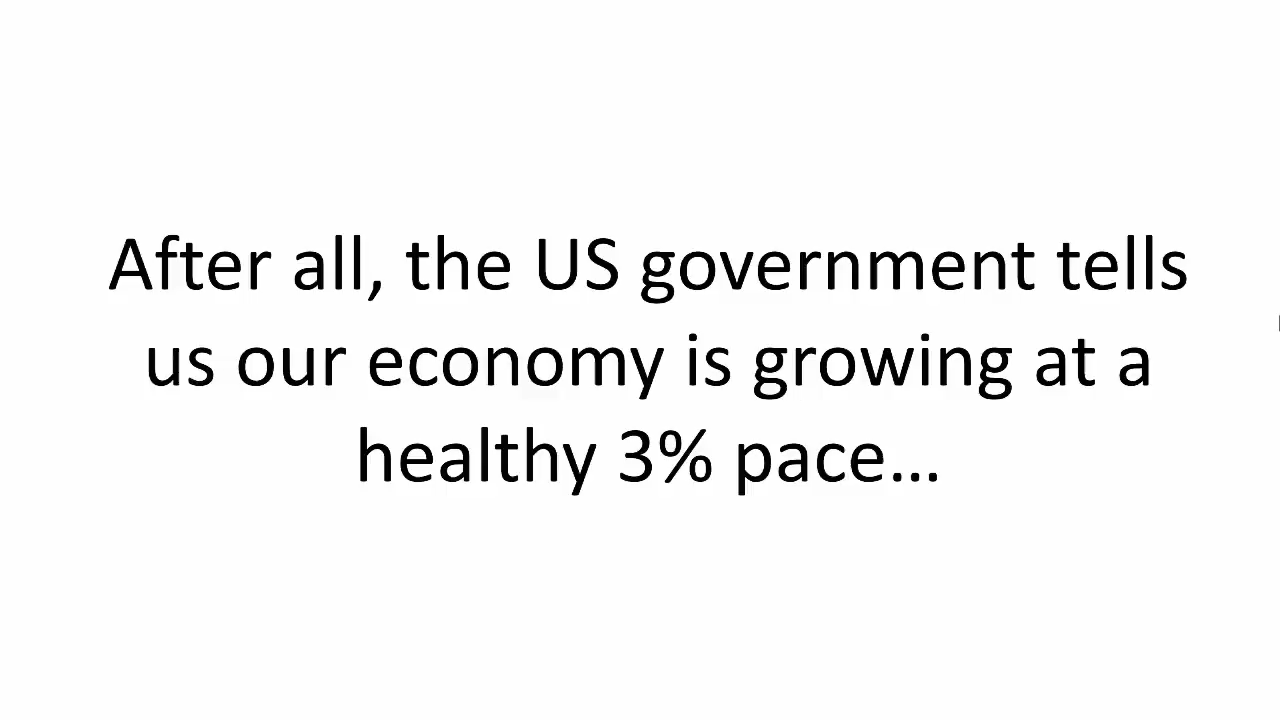 After all, the US government tells
us our economy is growing at a
healthy 3% pace…